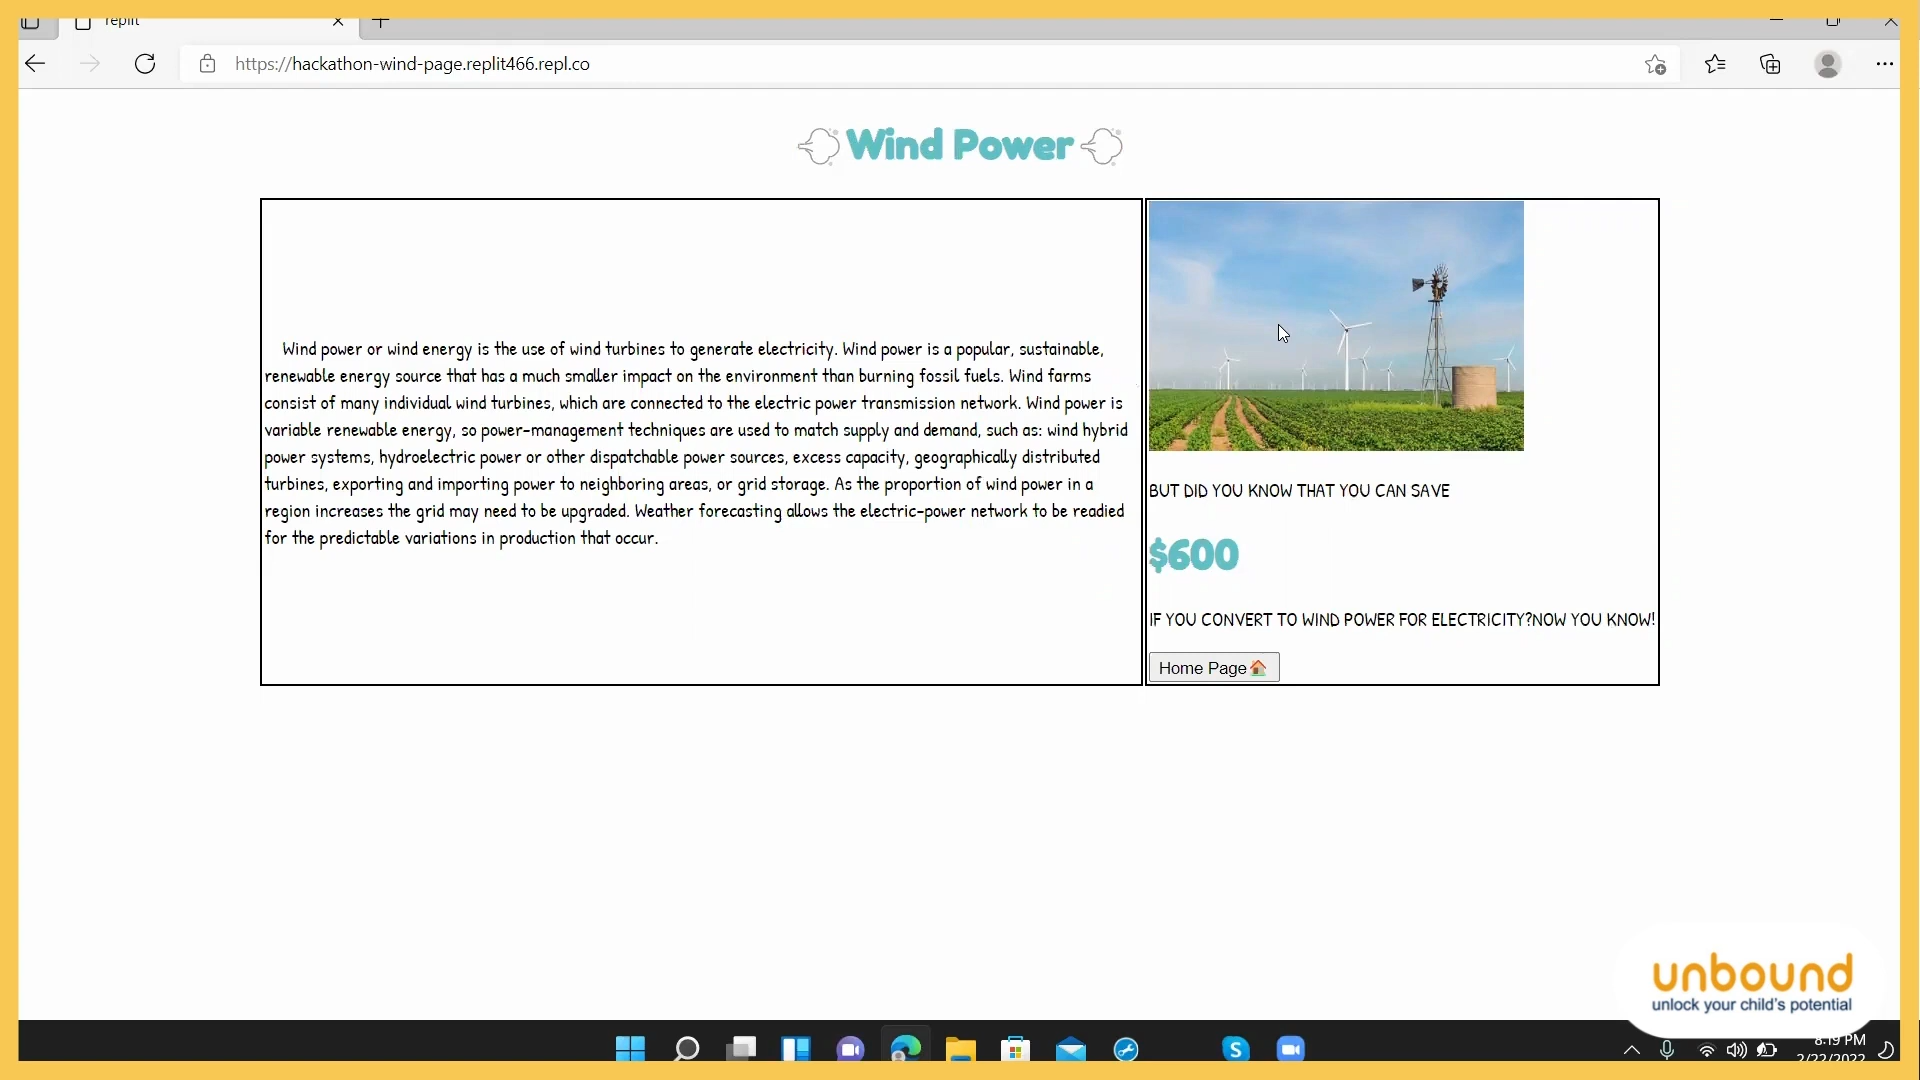 replit
https://hackathon-wind-page.replit466.repl.co
Wind Power
Wind power or wind energy is the use of wind turbines to generate electricity. Wind power is a popular, sustainable,
renewable energy source that has a much smaller impact on the environment than burning fossil fuels. Wind farms
consist of many individual wind turbines, which are connected to the electric power transmission network. Wind power is
variable renewable energy, so power-management techniques are used to match supply and demand, such as: wind hybrid
power systems, hydroelectric power or other dispatchable power sources, excess capacity, geographically distributed
turbines, exporting and importing power to neighboring areas, or grid storage. As the proportion of wind power in a
region increases the grid may need to be upgraded. Weather forecasting allows the electric-power network to be readied
for the predictable variations in production that occur.
BUT DID YOU KNOW THAT YOU CAN SAVE
$600
IF YOU CONVERT TO WIND POWER FOR ELECTRICITY?NOW YOU KNOW!
Home Page
unbound
unlock your child's potential
8:19 PM
2/22/2022